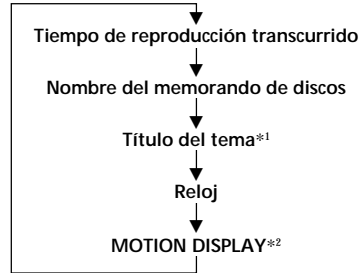 Tiempo de reproducción transcurrido
Nombre del memorando de discos
Título del tema*1
Reloj
MOTION DISPLAY*2